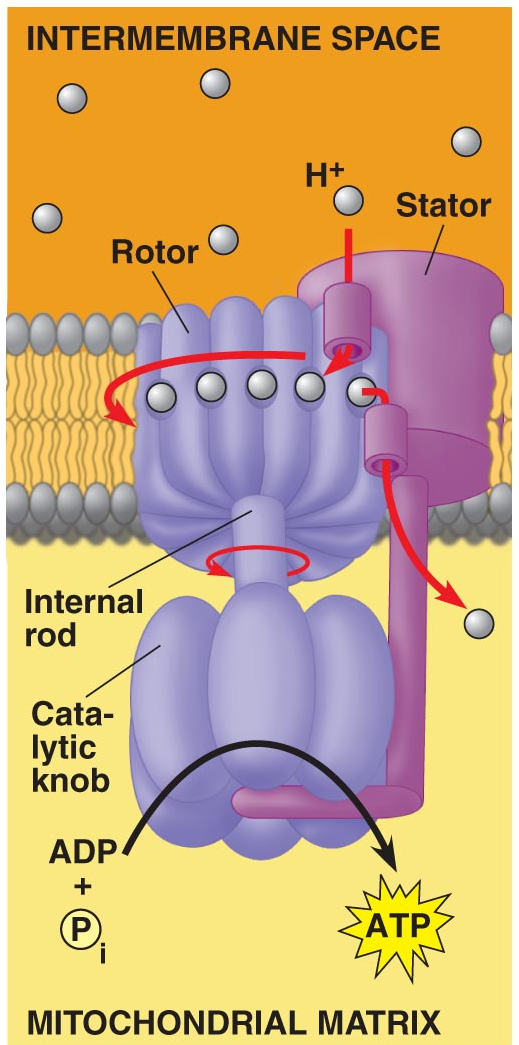 INTERMEMBRANE SPACE
H+
Stator
Rotor
Internal
rod
Cata-
lytic
knob
ADP
+
P i
ATP
MITOCHONDRIAL MATRIX